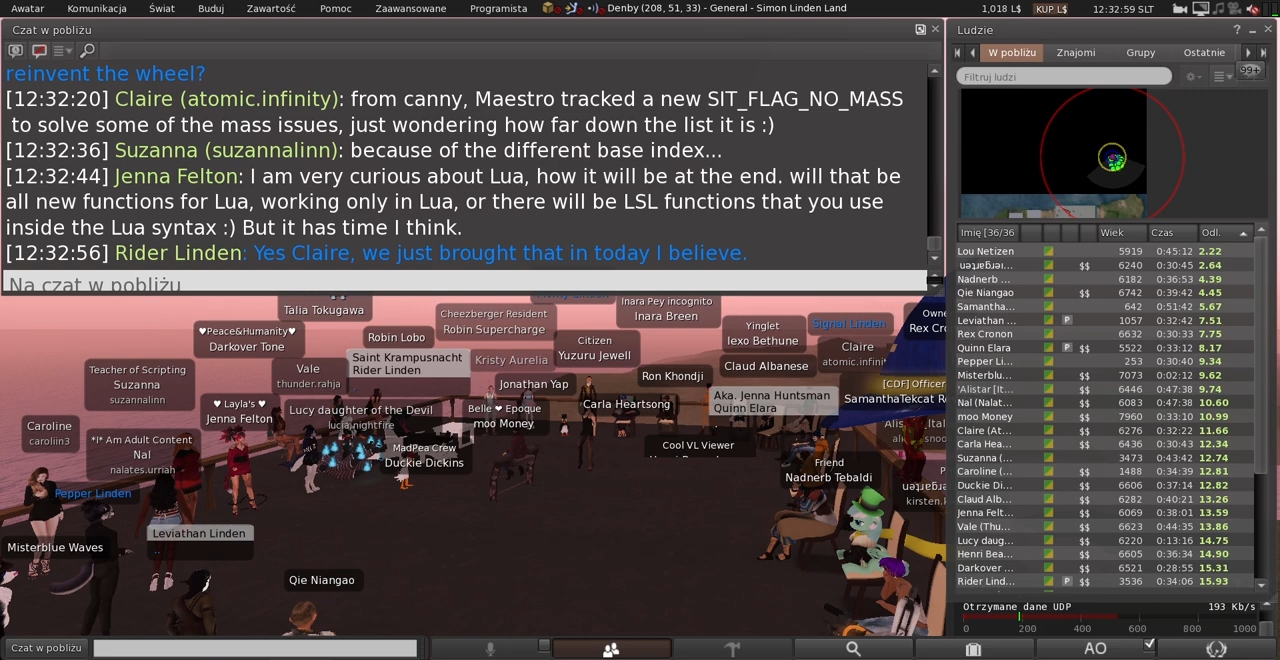 Awatar Komunikacja Świat Buduj Zawartość Pomoc Zaawansowane Programista Denby (208, 51, 33) - General - Simon Linden Land 1,018 L$ KUP L$ 12:32:59 SLT
Czat w pobliżu
reinvent the wheel?
[12:32:20] Claire (atomic.infinity): from canny, Maestro tracked a new SIT_FLAG_NO_MASS
to solve some of the mass issues, just wondering how far down the list it is :)
[12:32:36] Suzanna (suzannalinn): because of the different base index...
[12:32:44] Jenna Felton: I am very curious about Lua, how it will be at the end. will that be
all new functions for Lua, working only in Lua, or there will be LSL functions that you use
inside the Lua syntax :) But it has time I think.
[12:32:56] Rider Linden: Yes Claire, we just brought that in today I believe.
Na czat w pobliżu
Talia Tokugawa
♥Peace&Humanity♥
Darkover Tone
Robin Lobo
Cheezberger Resident
Robin Supercharge
Inara Pey incognito
Inara Breen
Yinglet
Iexo Bethune
Signal Linden
Owne
Rex Cro
Teacher of Scripting
Suzanna
suzannalinn
Vale
thunder.rahja
Saint Krampusnacht
Rider Linden
Kristy Aurelia
Citizen
Yuzuru Jewell
Claire
atomic.infinit
Claud Albanese
Jonathan Yap
Ron Khondji
[CDF] Officer
SamanthaTekcat R
♥ Layla's ♥
Jenna Felton
Lucy daughter of the Devil
lucia.nightfire
Belle ♥ Epoque
moo Money
Carla Heartsong
Aka. Jenna Huntsman
Quinn Elara
Caroline
caroliin3
*I* Am Adult Content
Nal
nalates.urriah
MadPea Crew
Duckie Dickins
Cool VL Viewer
Friend
Nadnerb Tebaldi
kirsten.
Pepper Linden
Leviathan Linden
Misterblue Waves
Qie Niangao
Czat w pobliżu
Ludzie
W pobliżu Znajomi Grupy Ostatnie
Filtruj ludzi
99+
Imię [36/36 Wiek Czas Odl.
Lou Netizen 5919 0:45:12 2.22
$$ 6240 0:30:45 2.64
Nadnerb ... 6182 0:36:53 4.39
Qie Niangao $$ 6742 0:39:42 4.45
Samantha... 642 0:51:42 5.67
Leviathan ... P 1057 0:32:42 7.51
Rex Cronon 6632 0:30:33 7.75
Quinn Elara P $$ 5522 0:33:12 8.17
Pepper Li... 253 0:30:40 9.34
Misterblu... $$ 7073 0:02:12 9.62
'Alistar [It... $$ 6446 0:47:38 9.74
Nal (Nalat... $$ 6083 0:47:38 10.60
moo Money $$ 7960 0:33:10 10.99
Claire (At... $$ 6276 0:32:22 11.66
Carla Hea... $$ 6436 0:30:43 12.34
Suzanna (... $$ 3473 0:43:42 12.74
Caroline (... $$ 1488 0:34:39 12.81
Duckie Di... $$ 6606 0:37:14 12.82
Claud Alb... $$ 6282 0:40:21 13.26
Jenna Felt... $$ 6069 0:38:01 13.59
Vale (Thu... $$ 6623 0:44:35 13.86
Lucy daug... $$ 6220 0:13:16 14.75
Henri Bea... $$ 6605 0:36:34 14.90
Darkover ... $$ 6521 0:28:55 15.31
Rider Lind... P $$ 3536 0:34:06 15.93
Otrzymane dane UDP 193 Kb/s
0 200 400 600 800 1000
AO